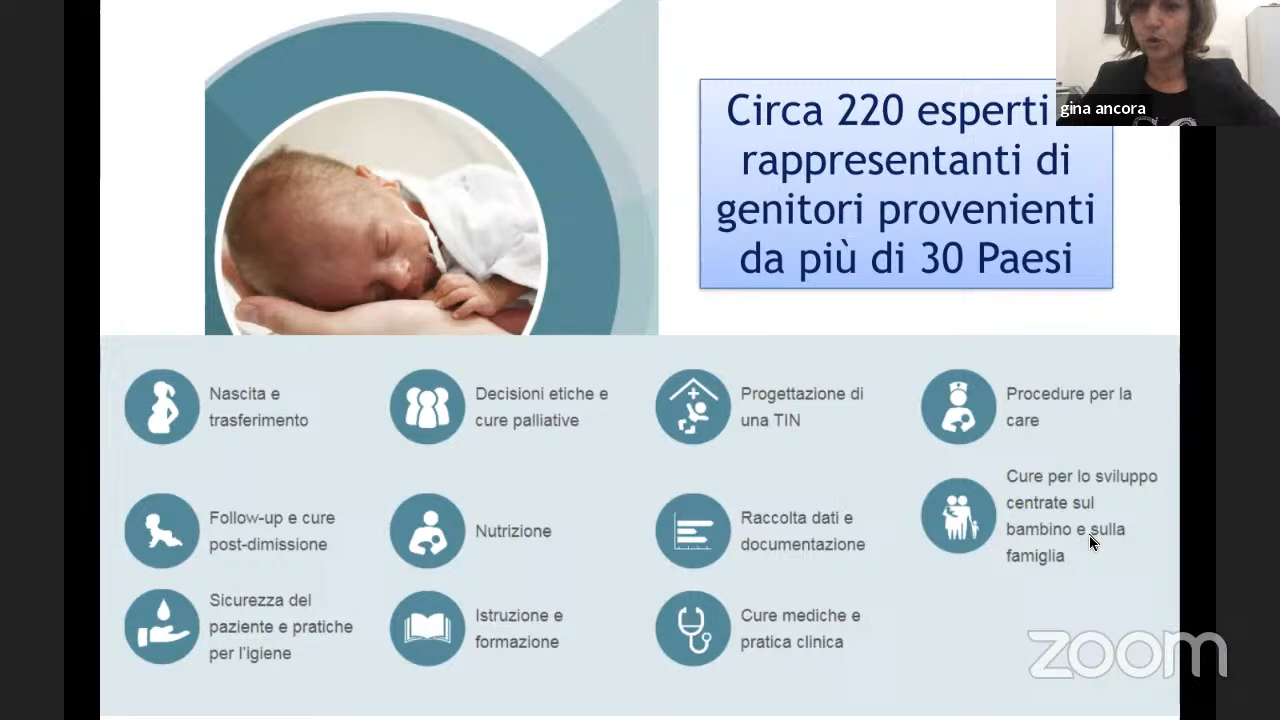 gina ancora
Circa 220 esperti
rappresentanti di
genitori provenienti
da più di 30 Paesi
Nascita e
trasferimento
Decisioni etiche e
cure palliative
Progettazione di
una TIN
Procedure per la
care
Follow-up e cure
post-dimissione
Nutrizione
Raccolta dati e
documentazione
Cure per lo sviluppo
centrate sul
bambino e sulla
famiglia
Sicurezza del
paziente e pratiche
per l'igiene
Istruzione e
formazione
Cure mediche e
pratica clinica
zoom